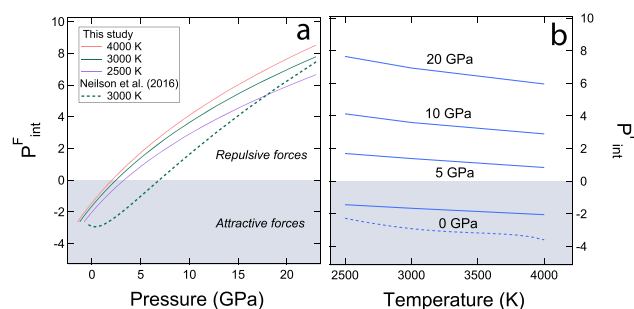 This study
4000 K
3000 K
2500 K
Neilson et al. (2016)
3000 K
a
Repulsive forces
Attractive forces
8
6
4
2
0
-2
-4
P^F_int
0
5
10
15
20
Pressure (GPa)
b
20 GPa
10 GPa
5 GPa
0 GPa
10
8
6
4
2
0
-2
-4
P'_int
2500
3000
3500
4000
Temperature (K)